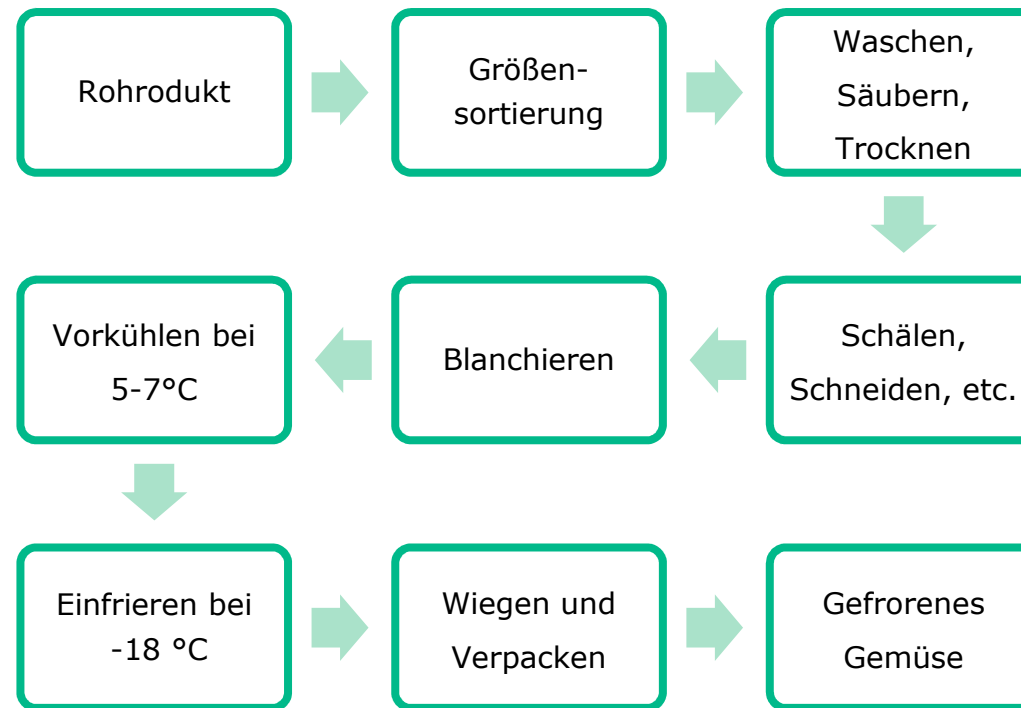 Rohrodukt
Größen-
sortierung
Waschen,
Säubern,
Trocknen
Schälen,
Schneiden, etc.
Blanchieren
Vorkühlen bei
5-7°C
Einfrieren bei
-18 °C
Wiegen und
Verpacken
Gefrorenes
Gemüse